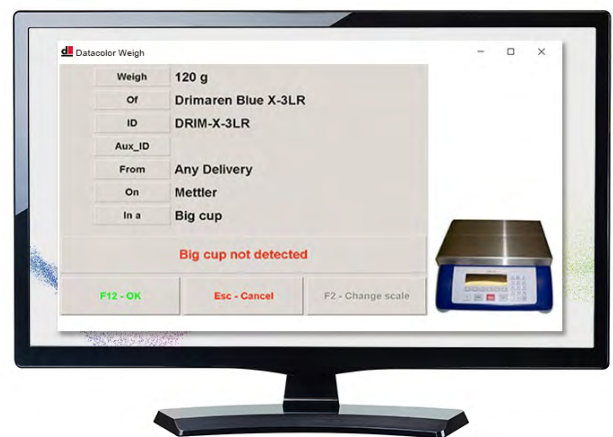 Datacolor Weigh
Weigh 120 g
Of Drimaren Blue X-3LR
ID DRIM-X-3LR
Aux_ID
From Any Delivery
On Mettler
In a Big cup
Big cup not detected
F12 - OK Esc - Cancel F2 - Change scale